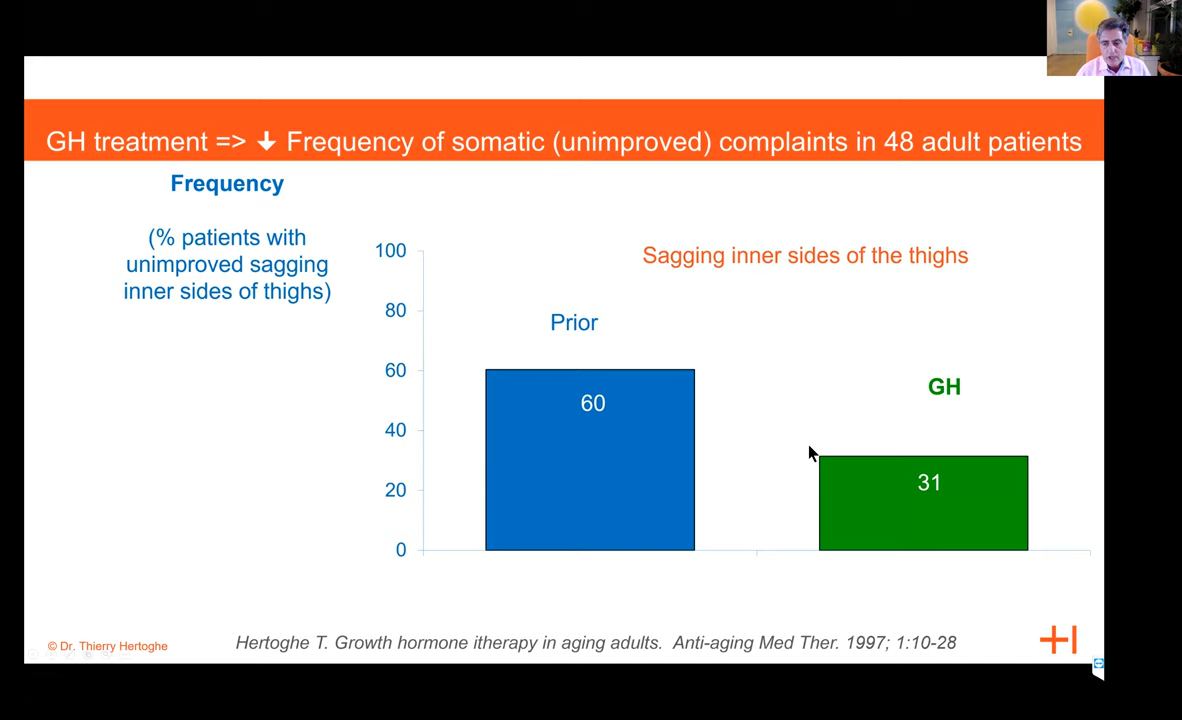 GH treatment => ↓ Frequency of somatic (unimproved) complaints in 48 adult patients
Frequency
(% patients with
unimproved sagging
inner sides of thighs)
Sagging inner sides of the thighs
100
80
60
40
20
0
Prior
60
GH
31
© Dr. Thierry Hertoghe
Hertoghe T. Growth hormone itherapy in aging adults. Anti-aging Med Ther. 1997; 1:10-28